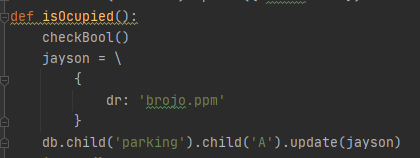 def isOcupied():
    checkBool()
    jayson = \
        {
            dr: 'brojo.ppm'
        }
    db.child('parking').child('A').update(jayson)